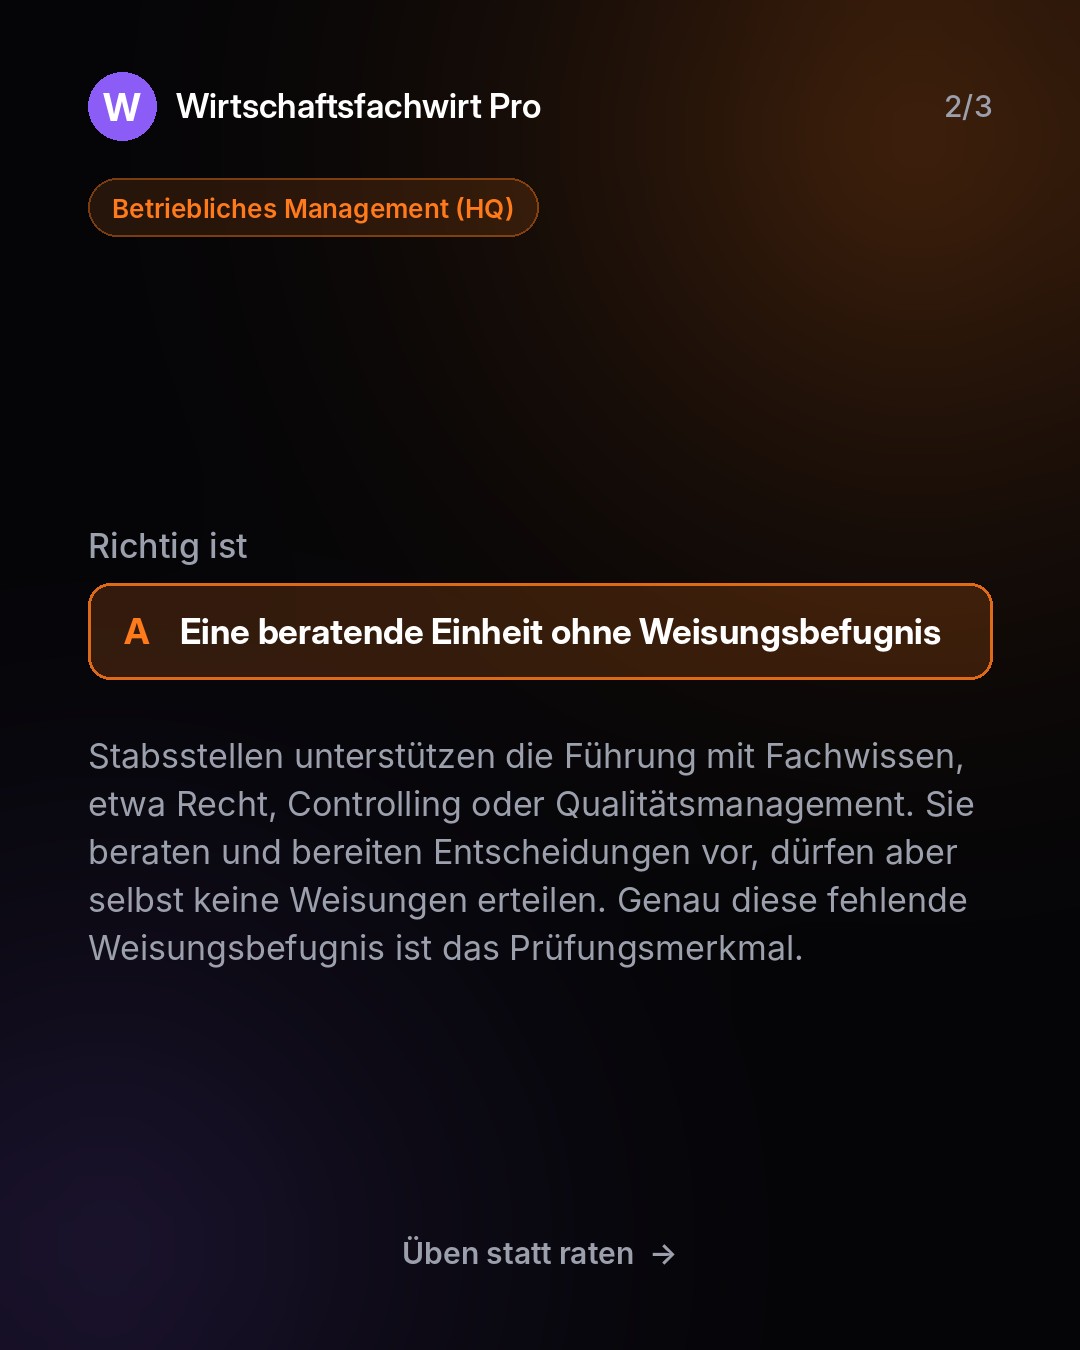 W Wirtschaftsfachwirt Pro 2/3
Betriebliches Management (HQ)
Richtig ist
A Eine beratende Einheit ohne Weisungsbefugnis
Stabsstellen unterstützen die Führung mit Fachwissen,
etwa Recht, Controlling oder Qualitätsmanagement. Sie
beraten und bereiten Entscheidungen vor, dürfen aber
selbst keine Weisungen erteilen. Genau diese fehlende
Weisungsbefugnis ist das Prüfungsmerkmal.
Üben statt raten →